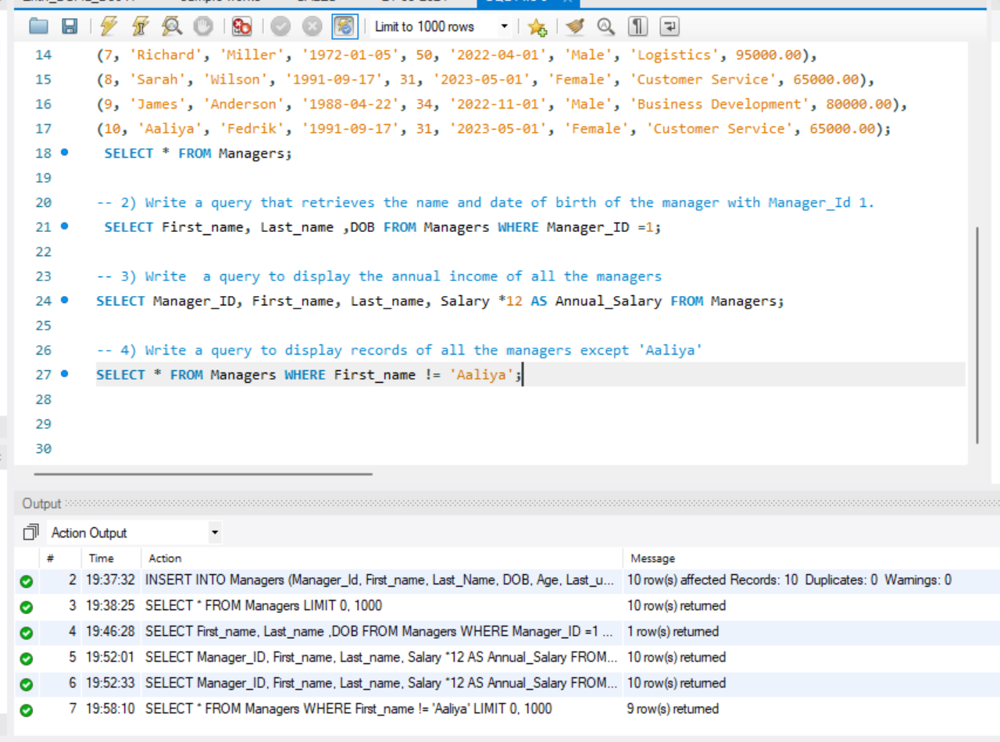 Limit to 1000 rows
14 (7, 'Richard', 'Miller', '1972-01-05', 50, '2022-04-01', 'Male', 'Logistics', 95000.00),
15 (8, 'Sarah', 'Wilson', '1991-09-17', 31, '2023-05-01', 'Female', 'Customer Service', 65000.00),
16 (9, 'James', 'Anderson', '1988-04-22', 34, '2022-11-01', 'Male', 'Business Development', 80000.00),
17 (10, 'Aaliya', 'Fedrik', '1991-09-17', 31, '2023-05-01', 'Female', 'Customer Service', 65000.00);
18 SELECT * FROM Managers;
19
20 -- 2) Write a query that retrieves the name and date of birth of the manager with Manager_Id 1.
21 SELECT First_name, Last_name ,DOB FROM Managers WHERE Manager_ID =1;
22
23 -- 3) Write  a query to display the annual income of all the managers
24 SELECT Manager_ID, First_name, Last_name, Salary *12 AS Annual_Salary FROM Managers;
25
26 -- 4) Write a query to display records of all the managers except 'Aaliya'
27 SELECT * FROM Managers WHERE First_name != 'Aaliya';
28
29
30
Output
Action Output
# Time Action Message
2 19:37:32 INSERT INTO Managers (Manager_Id, First_name, Last_Name, DOB, Age, Last_u... 10 row(s) affected Records: 10 Duplicates: 0 Warnings: 0
3 19:38:25 SELECT * FROM Managers LIMIT 0, 1000 10 row(s) returned
4 19:46:28 SELECT First_name, Last_name ,DOB FROM Managers WHERE Manager_ID =1 ... 1 row(s) returned
5 19:52:01 SELECT Manager_ID, First_name, Last_name, Salary *12 AS Annual_Salary FROM... 10 row(s) returned
6 19:52:33 SELECT Manager_ID, First_name, Last_name, Salary *12 AS Annual_Salary FROM... 10 row(s) returned
7 19:58:10 SELECT * FROM Managers WHERE First_name != 'Aaliya' LIMIT 0, 1000 9 row(s) returned